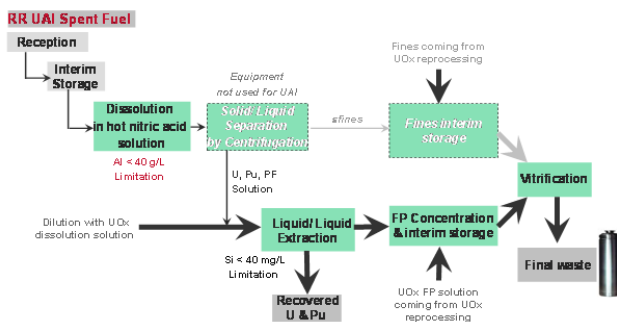 RR UAl Spent Fuel
Reception
Interim
Storage
Dissolution
in hot nitric acid
solution
Al < 40 g/L
Limitation
Equipment
not used for UAl
Solid/Liquid
Separation
by Centrifugation
εfines
Fines coming from
UOx reprocessing
Fines interim
storage
U, Pu, PF
Solution
Dilution with UOx
dissolution solution
Liquid/Liquid
Extraction
Si < 40 mg/L
Limitation
Recovered
U & Pu
FP Concentration
& interim storage
UOx FP solution
coming from UOx
reprocessing
Vitrification
Final waste